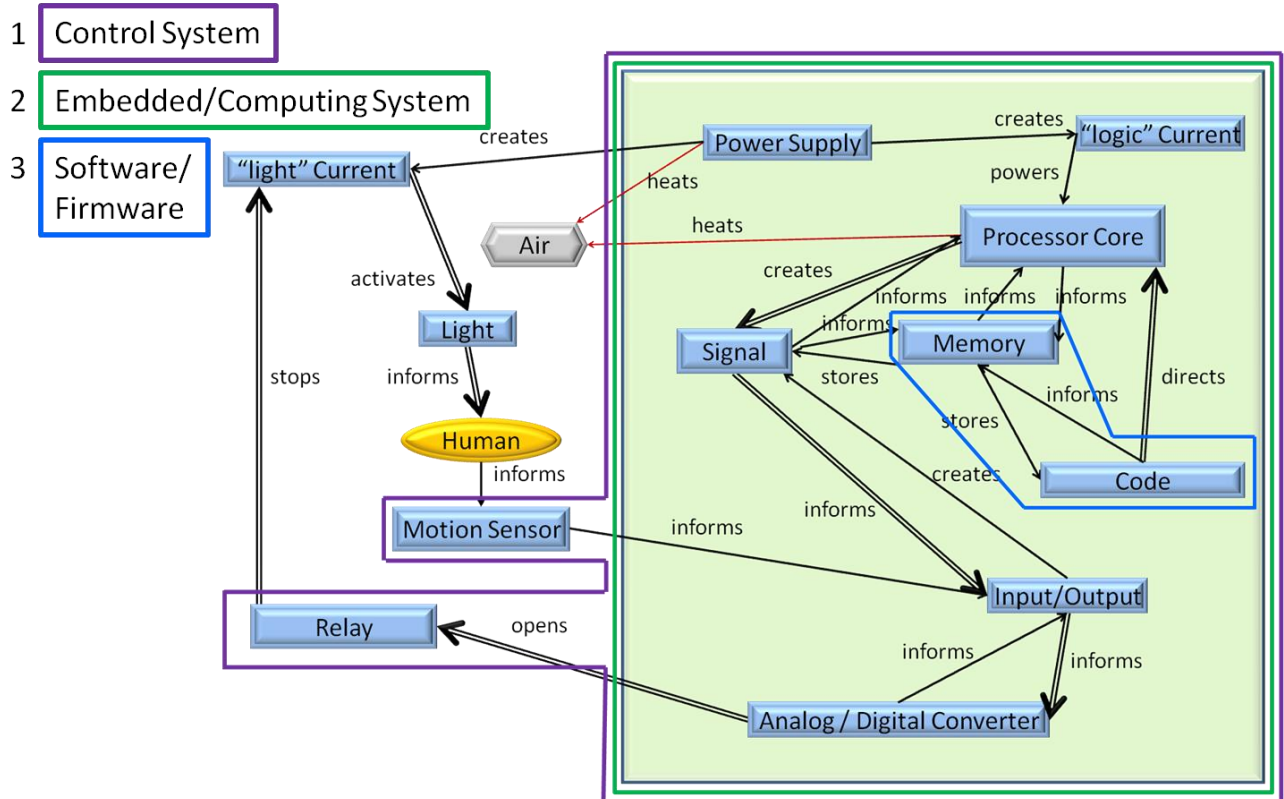 1 Control System
2 Embedded/Computing System
3 Software/
Firmware
creates
creates
Power Supply
"logic" Current
"light" Current
heats
powers
Air
heats
Processor Core
creates
activates
informs
informs
informs
Light
informs
Signal
Memory
informs
stops
stores
informs
directs
stores
Human
informs
creates
Code
informs
Motion Sensor
informs
Input/Output
Relay
opens
informs
informs
Analog / Digital Converter